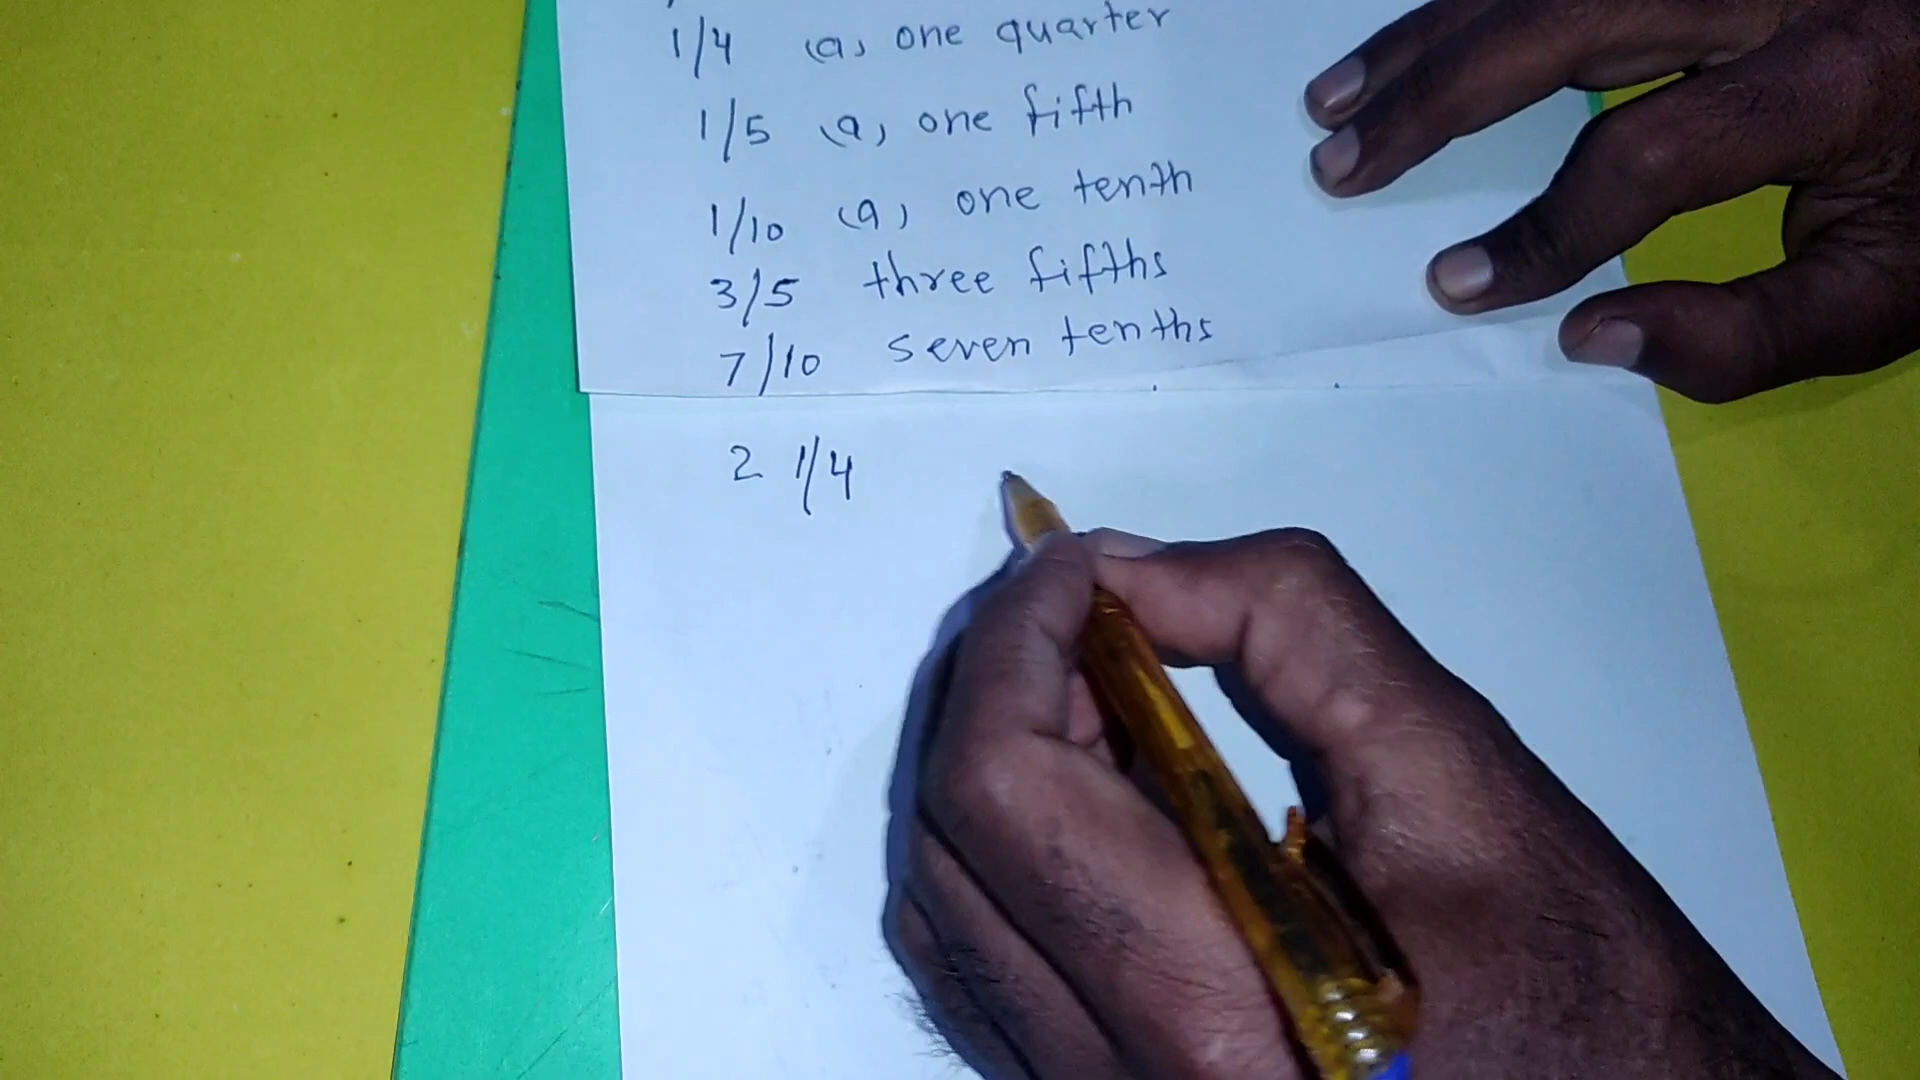 1/4 (a) one quarter
1/5 (a) one fifth
1/10 (a) one tenth
3/5 three fifths
7/10 seven tenths
2 1/4